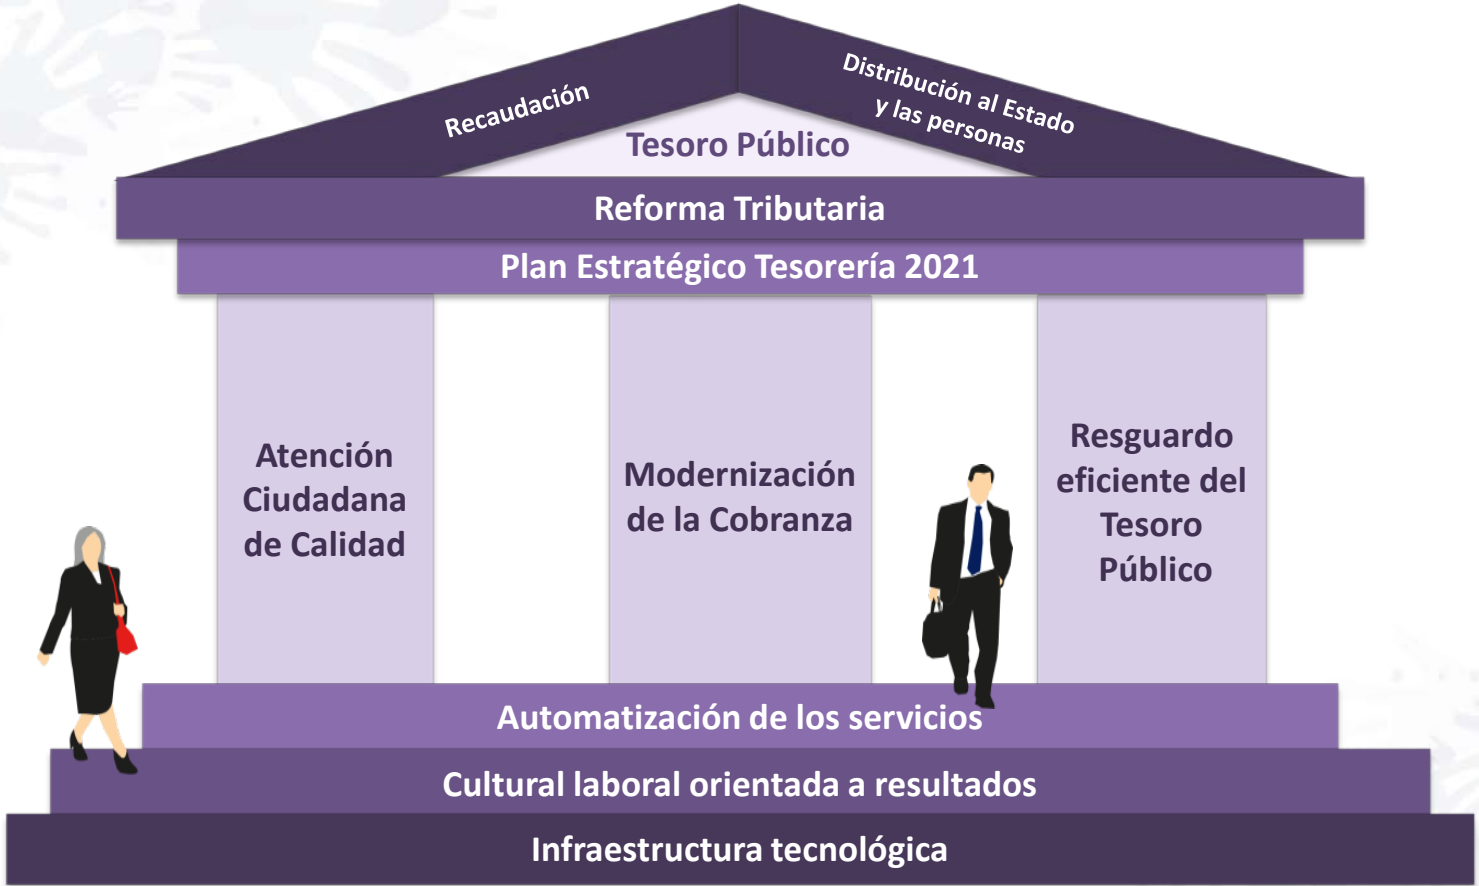 Recaudación
Distribución al Estado
y las personas
Tesoro Público
Reforma Tributaria
Plan Estratégico Tesorería 2021
Atención
Ciudadana
de Calidad
Modernización
de la Cobranza
Resguardo
eficiente del
Tesoro
Público
Automatización de los servicios
Cultural laboral orientada a resultados
Infraestructura tecnológica